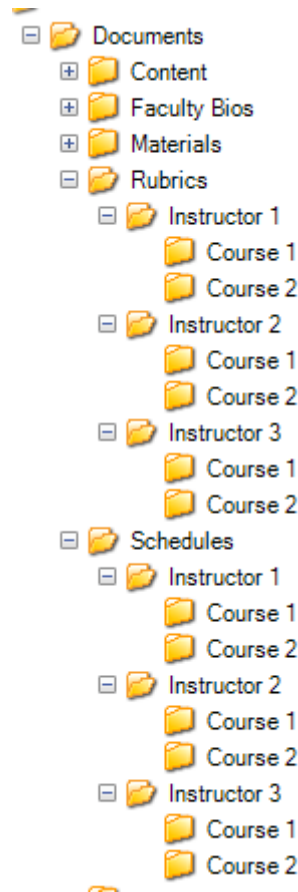 Documents
Content
Faculty Bios
Materials
Rubrics
Instructor 1
Course 1
Course 2
Instructor 2
Course 1
Course 2
Instructor 3
Course 1
Course 2
Schedules
Instructor 1
Course 1
Course 2
Instructor 2
Course 1
Course 2
Instructor 3
Course 1
Course 2